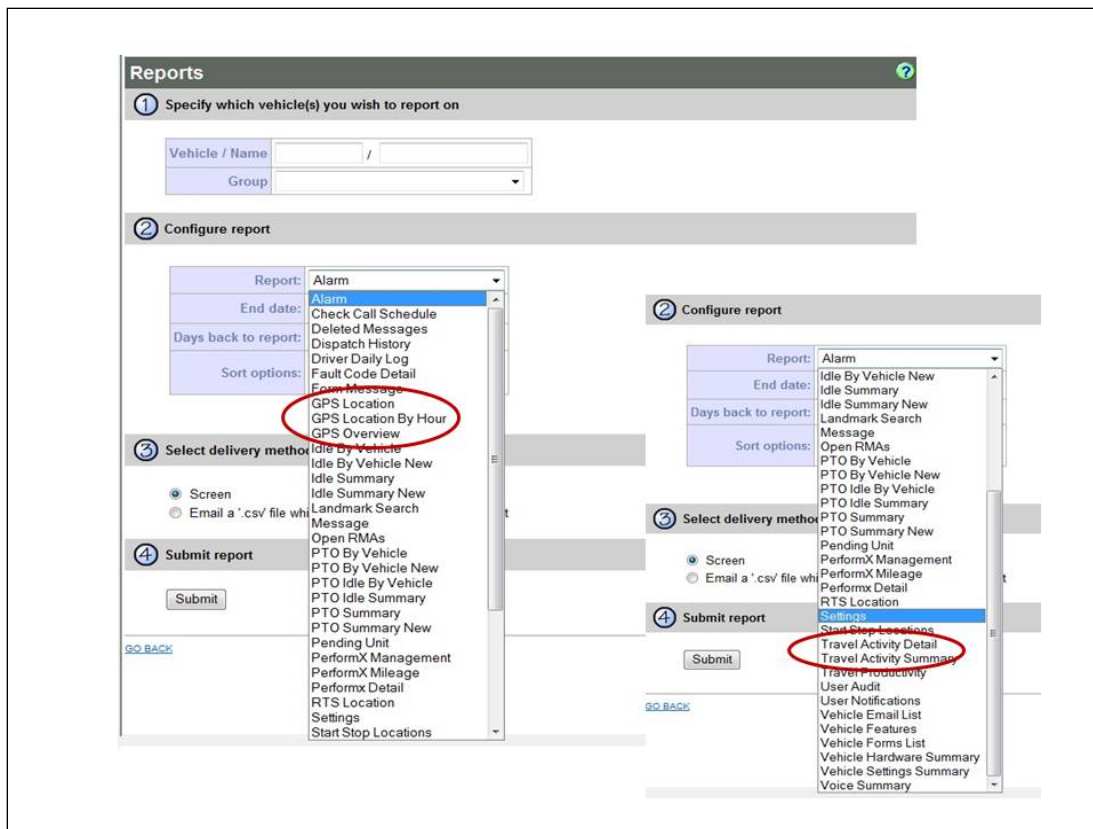 Reports
?
1 Specify which vehicle(s) you wish to report on
Vehicle / Name /
Group
2 Configure report
Report: Alarm
End date:
Days back to report:
Sort options:
Alarm
Check Call Schedule
Deleted Messages
Dispatch History
Driver Daily Log
Fault Code Detail
Form Message
GPS Location
GPS Location By Hour
GPS Overview
Idle By Vehicle
Idle By Vehicle New
Idle Summary
Idle Summary New
Landmark Search
Message
Open RMAs
PTO By Vehicle
PTO By Vehicle New
PTO Idle By Vehicle
PTO Idle Summary
PTO Summary
PTO Summary New
Pending Unit
PerformX Management
PerformX Mileage
Performx Detail
RTS Location
Settings
Start Stop Locations
3 Select delivery
Screen
Email a '.csv' file
4 Submit report
Submit
GO BACK
2 Configure report
Report: Alarm
End date:
Days back to report:
Sort options:
Idle By Vehicle New
Idle Summary
Idle Summary New
Landmark Search
Message
Open RMAs
PTO By Vehicle
PTO By Vehicle New
PTO Idle By Vehicle
PTO Idle Summary
PTO Summary
PTO Summary New
Pending Unit
PerformX Management
PerformX Mileage
Performx Detail
RTS Location
Settings
Start Stop Locations
Travel Activity Detail
Travel Activity Summary
Travel Productivity
User Audit
User Notifications
Vehicle Email List
Vehicle Features
Vehicle Forms List
Vehicle Hardware Summary
Vehicle Settings Summary
Voice Summary
3 Select delivery
Screen
Email a '.csv' file
4 Submit report
Submit
GO BACK